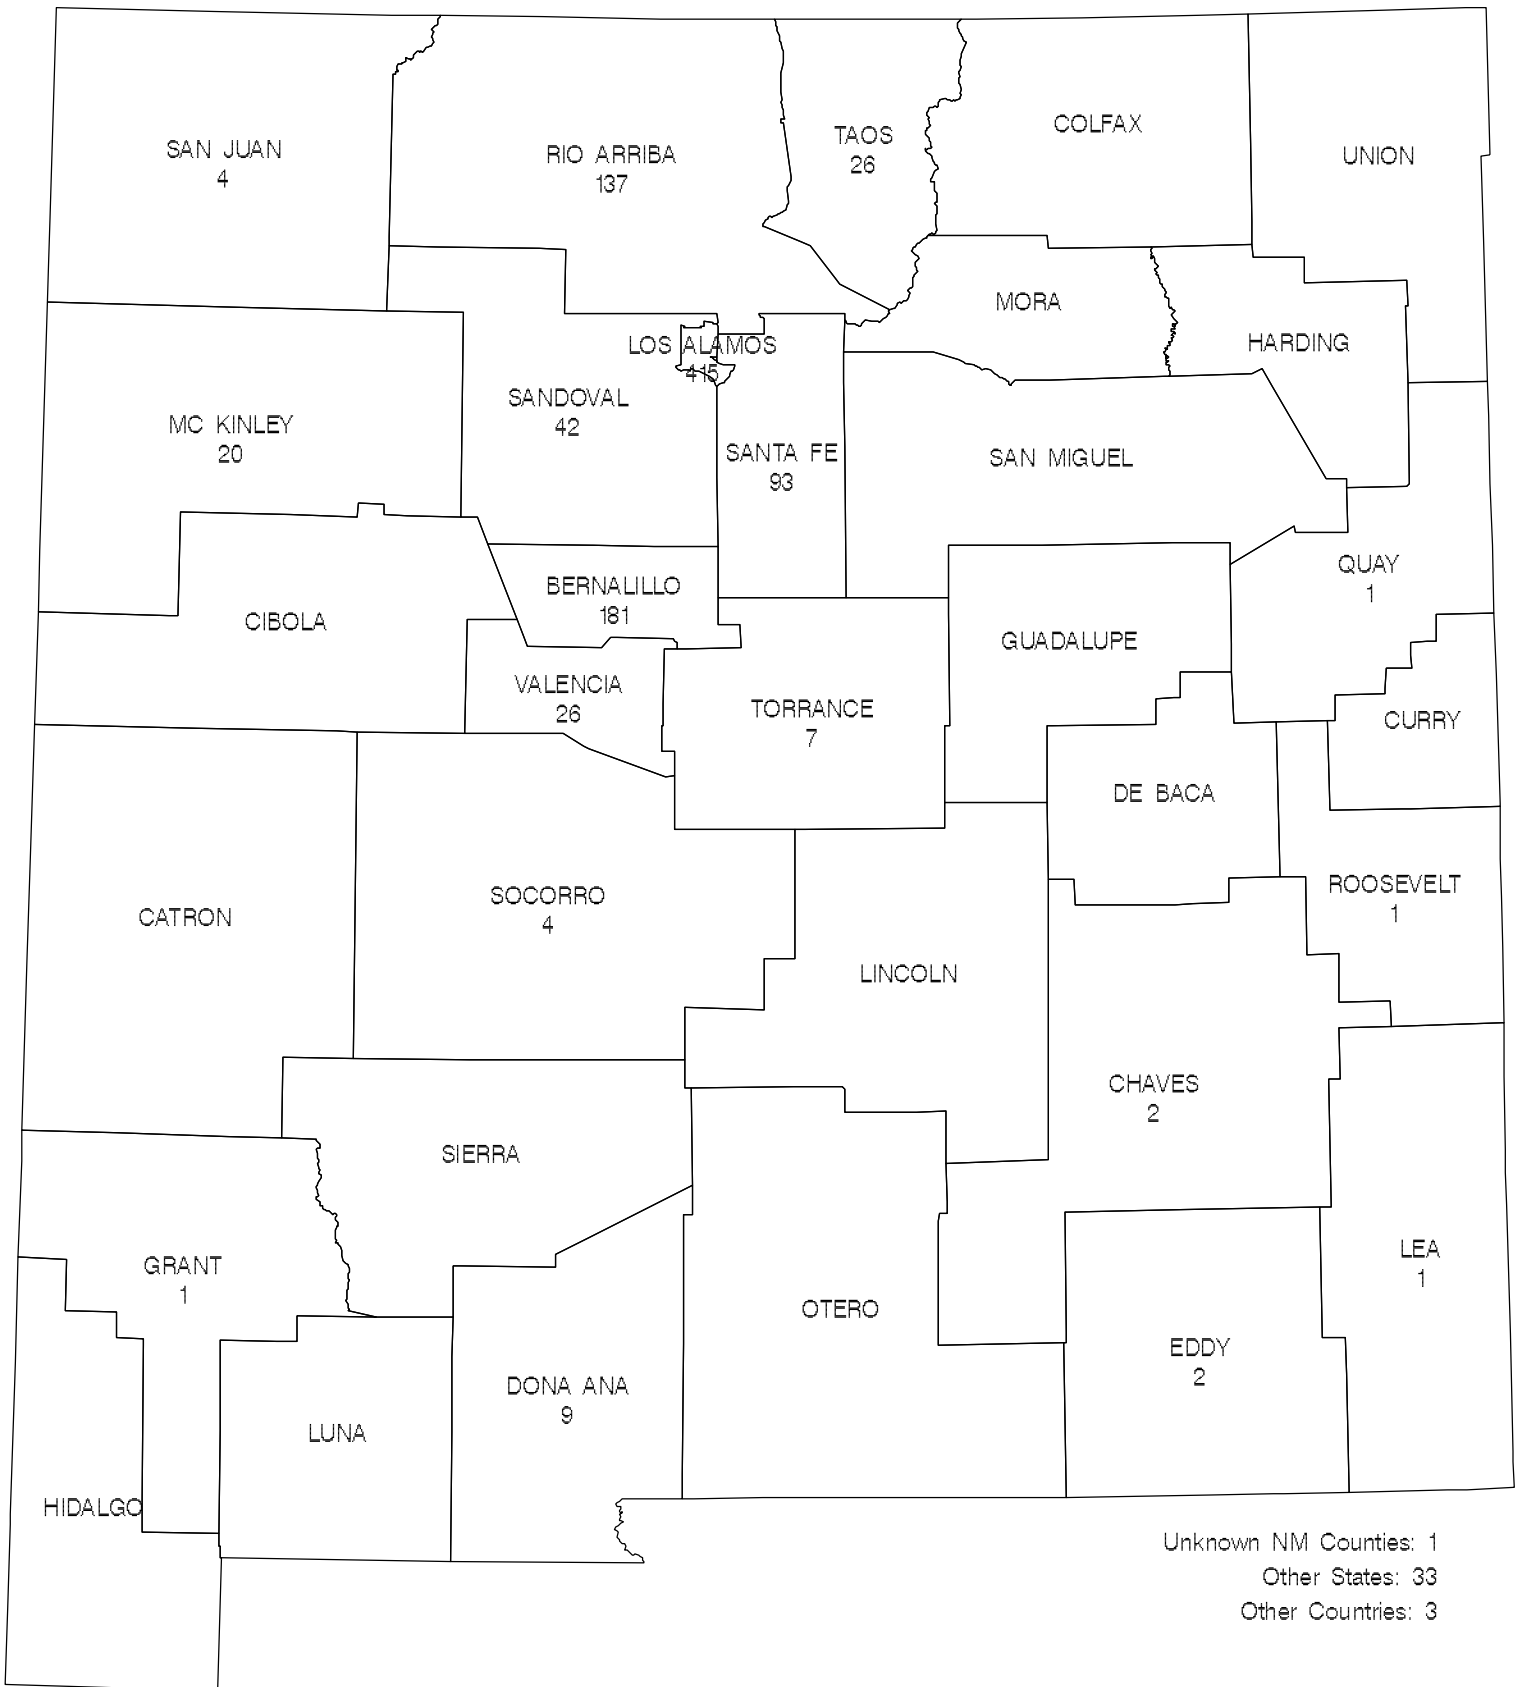 COLFAX
TAOS
26
SAN JUAN
4
RIO ARRIBA
137
UNION
MORA
HARDING
LOS ALAMOS
415
SANDOVAL
42
MC KINLEY
20
SANTA FE
93
SAN MIGUEL
QUAY
1
BERNALILLO
181
CIBOLA
GUADALUPE
VALENCIA
26
TORRANCE
7
CURRY
DE BACA
ROOSEVELT
1
SOCORRO
4
CATRON
LINCOLN
CHAVES
2
SIERRA
LEA
1
GRANT
1
OTERO
EDDY
2
DONA ANA
9
LUNA
HIDALGO
Unknown NM Counties: 1
Other States: 33
Other Countries: 3